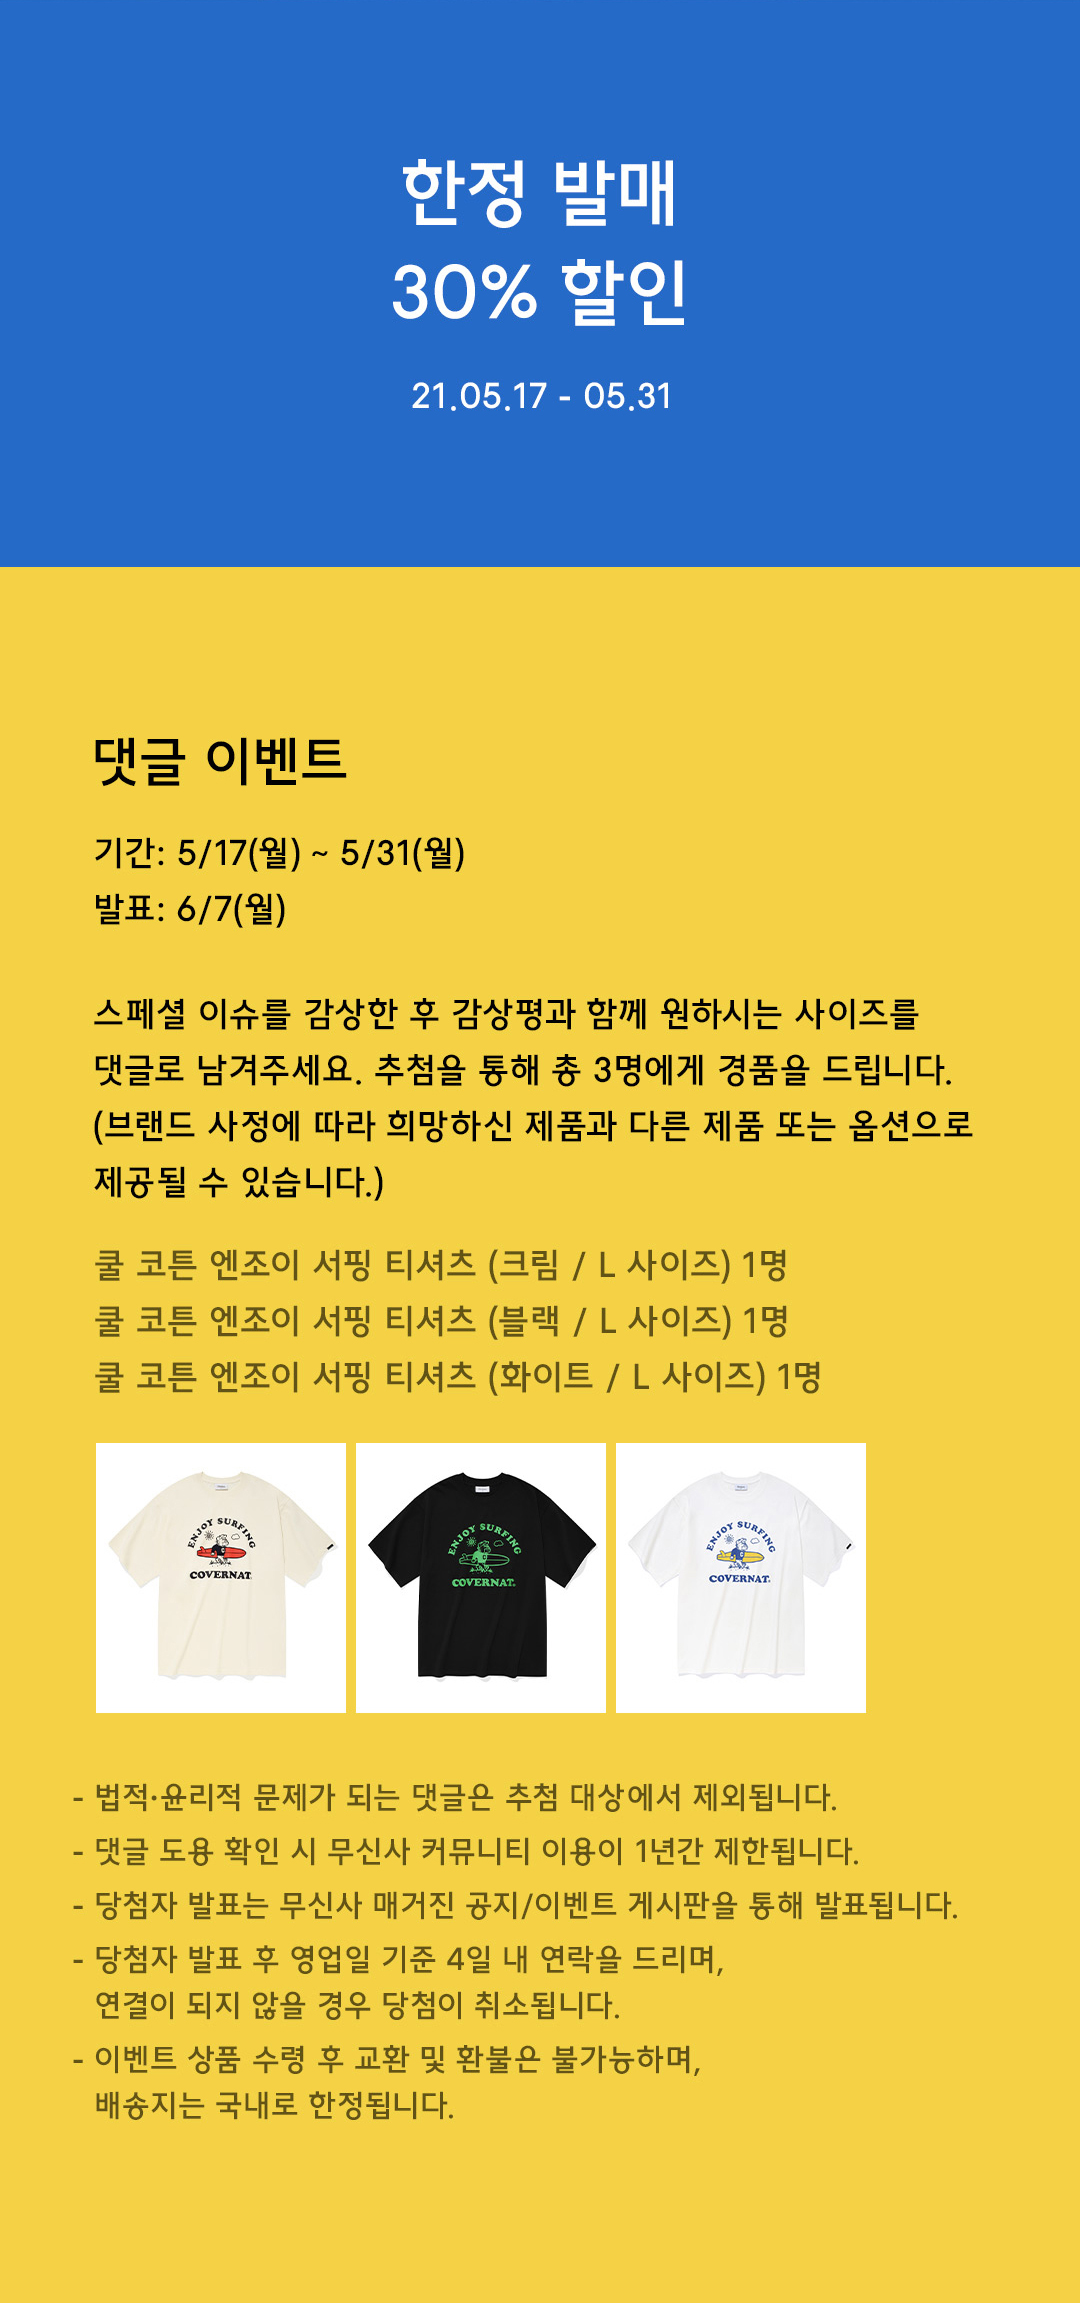 한정 발매
30% 할인
21.05.17 - 05.31
댓글 이벤트
기간: 5/17(월) ~ 5/31(월)
발표: 6/7(월)
스페셜 이슈를 감상한 후 감상평과 함께 원하시는 사이즈를
댓글로 남겨주세요. 추첨을 통해 총 3명에게 경품을 드립니다.
(브랜드 사정에 따라 희망하신 제품과 다른 제품 또는 옵션으로
제공될 수 있습니다.)
쿨 코튼 엔조이 서핑 티셔츠 (크림 / L 사이즈) 1명
쿨 코튼 엔조이 서핑 티셔츠 (블랙 / L 사이즈) 1명
쿨 코튼 엔조이 서핑 티셔츠 (화이트 / L 사이즈) 1명
ENJOY SURFING
COVERNAT.
ENJOY SURFING
COVERNAT.
ENJOY SURFING
COVERNAT.
- 법적·윤리적 문제가 되는 댓글은 추첨 대상에서 제외됩니다.
- 댓글 도용 확인 시 무신사 커뮤니티 이용이 1년간 제한됩니다.
- 당첨자 발표는 무신사 매거진 공지/이벤트 게시판을 통해 발표됩니다.
- 당첨자 발표 후 영업일 기준 4일 내 연락을 드리며,
연결이 되지 않을 경우 당첨이 취소됩니다.
- 이벤트 상품 수령 후 교환 및 환불은 불가능하며,
배송지는 국내로 한정됩니다.